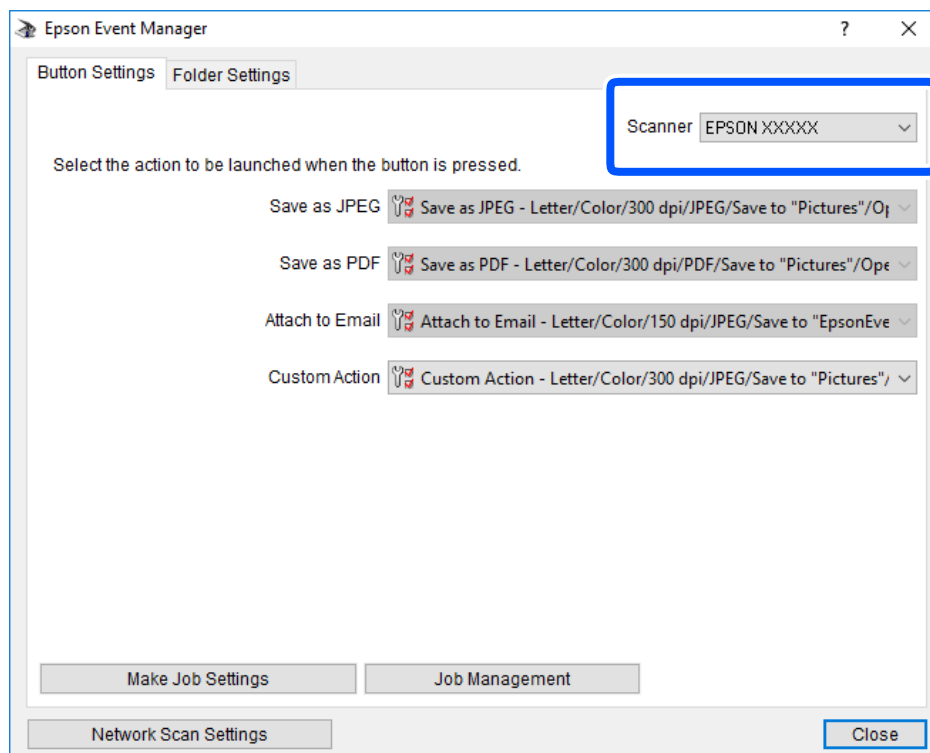 Epson Event Manager
Button Settings Folder Settings
Scanner EPSON XXXXX
Select the action to be launched when the button is pressed.
Save as JPEG Save as JPEG - Letter/Color/300 dpi/JPEG/Save to "Pictures"/Op
Save as PDF Save as PDF - Letter/Color/300 dpi/PDF/Save to "Pictures"/Ope
Attach to Email Attach to Email - Letter/Color/150 dpi/JPEG/Save to "EpsonEve
Custom Action Custom Action - Letter/Color/300 dpi/JPEG/Save to "Pictures"/
Make Job Settings Job Management
Network Scan Settings Close